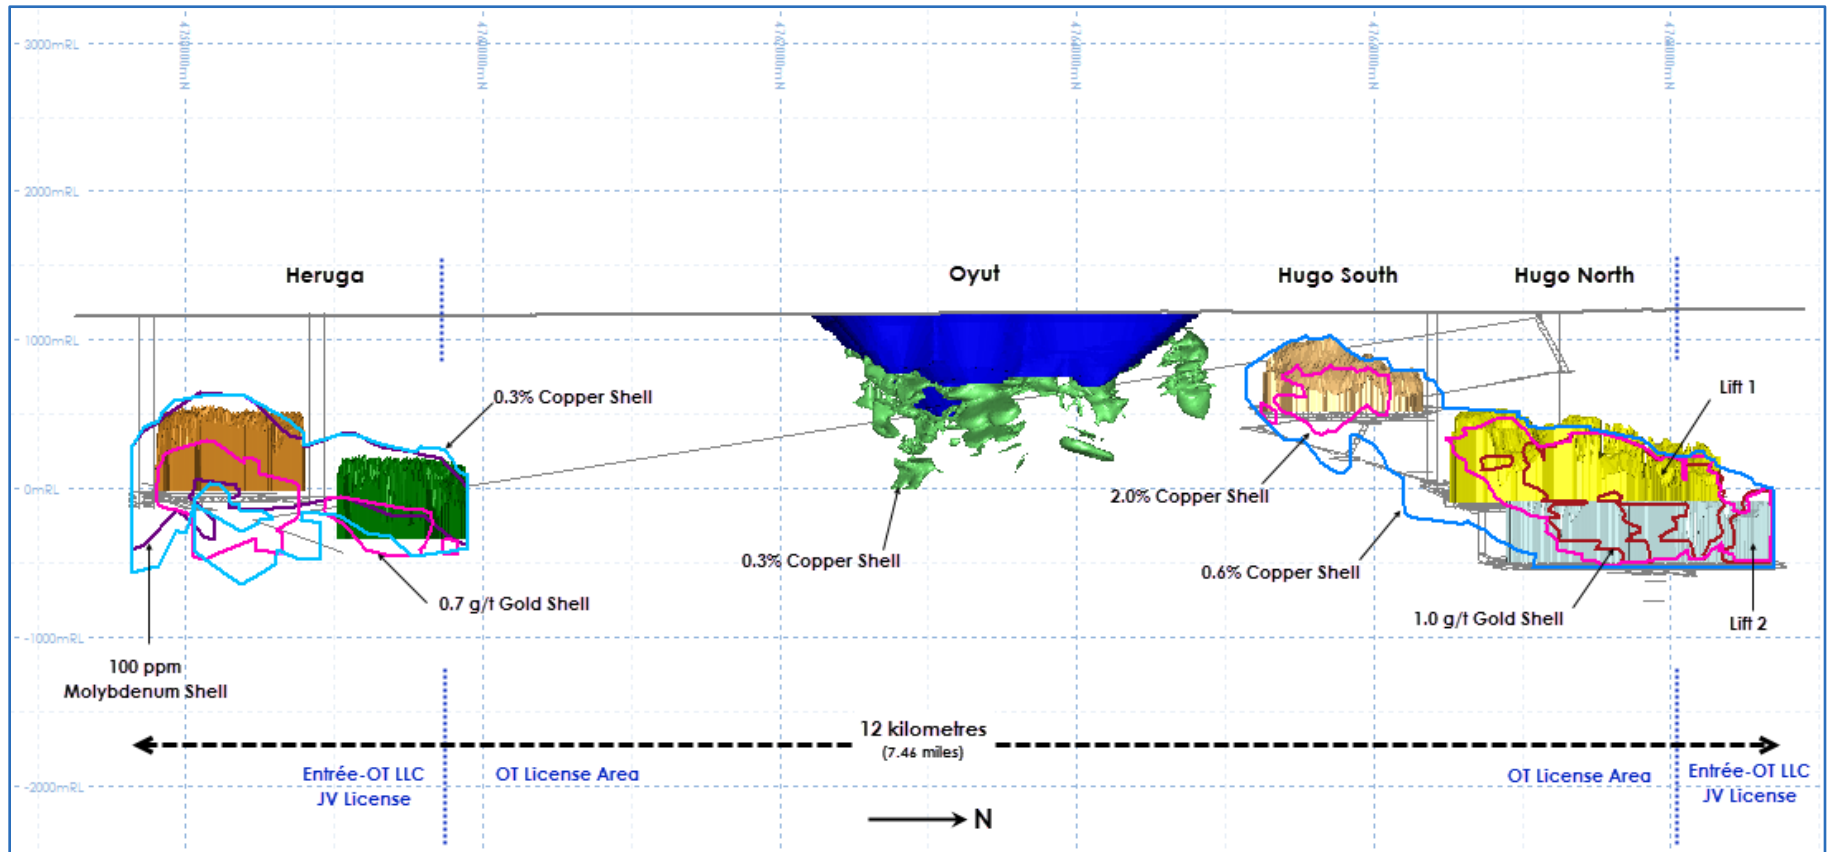 3000mRL
2000mRL
Heruga
Oyut
Hugo South
Hugo North
1000mRL
0.3% Copper Shell
Lift 1
0mRL
2.0% Copper Shell
0.3% Copper Shell
0.6% Copper Shell
0.7 g/t Gold Shell
1.0 g/t Gold Shell
Lift 2
-1000mRL
100 ppm
Molybdenum Shell
12 kilometres
(7.46 miles)
Entrée-OT LLC
JV License
OT License Area
OT License Area
Entrée-OT LLC
JV License
-2000mRL
N